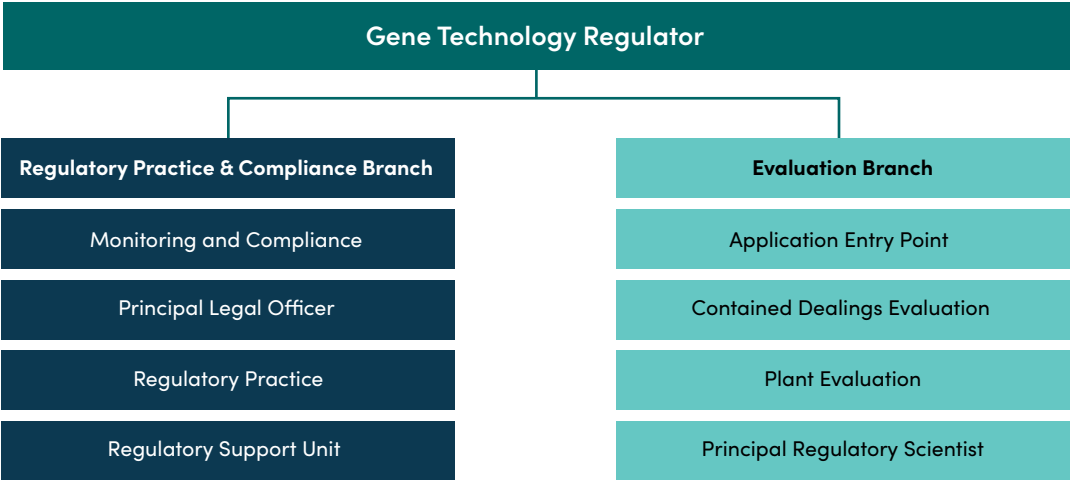 Gene Technology Regulator
Regulatory Practice & Compliance Branch
Monitoring and Compliance
Principal Legal Officer
Regulatory Practice
Regulatory Support Unit
Evaluation Branch
Application Entry Point
Contained Dealings Evaluation
Plant Evaluation
Principal Regulatory Scientist